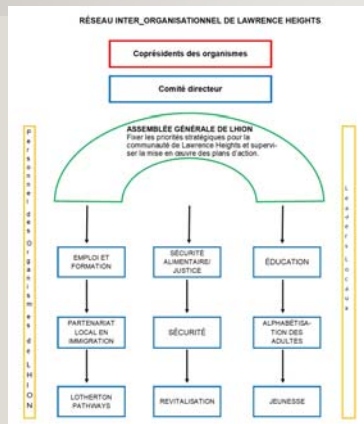 RÉSEAU INTER_ORGANISATIONNEL DE LAWRENCE HEIGHTS
Coprésidents des organismes
Comité directeur
ASSEMBLÉE GÉNÉRALE DE LHION
Fixer les priorités stratégiques pour la
communauté de Lawrence Heights et supervi-
ser la mise en œuvre des plans d'action.
Personnel des Organismes de LHION
Leaders Locaux
EMPLOI ET
FORMATION
SÉCURITE
ALIMENTAIRE/
JUSTICE
ÉDUCATION
PARTENARIAT
LOCAL EN
IMMIGRATION
SÉCURITÉ
ALPHABÉTISA-
TION DES
ADULTES
LOTHERTON
PATHWAYS
REVITALISATION
JEUNESSE